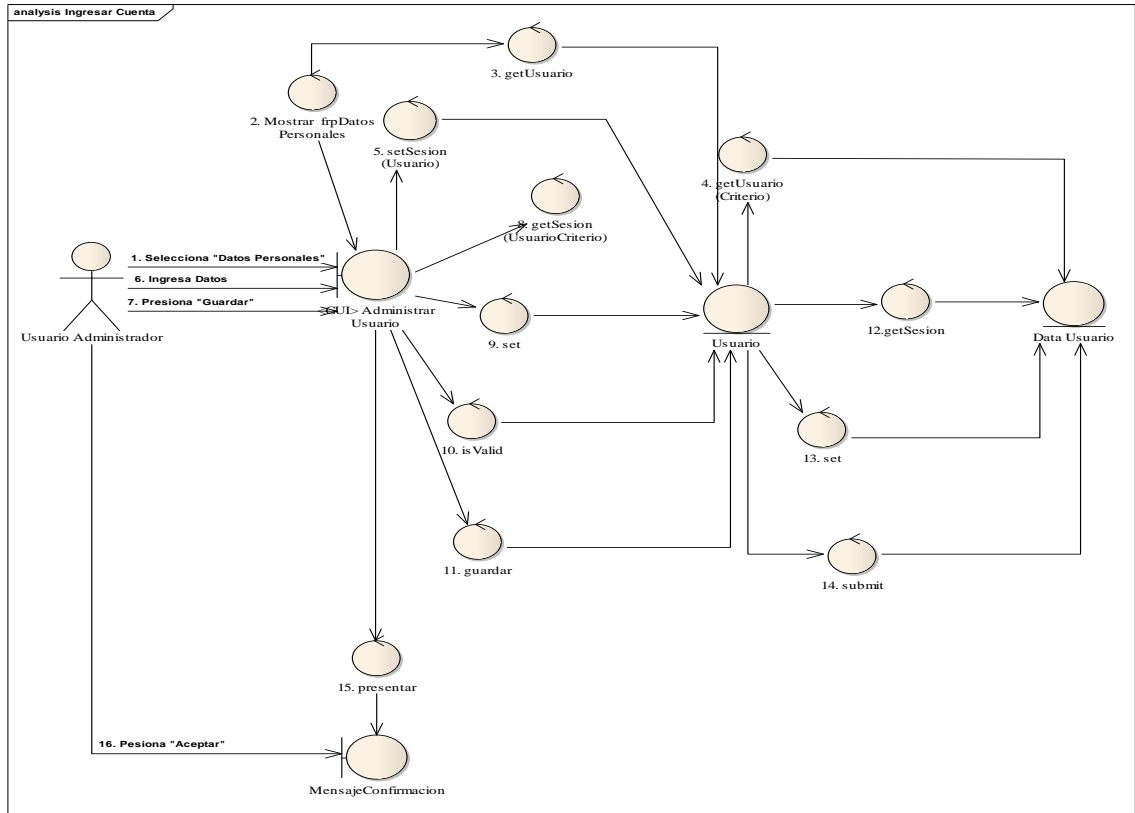 analysis Ingresar Cuenta
3. getUsuario
2. Mostrar frpDatos
Personales
5. setSesion
(Usuario)
4. getUsuario
(Criterio)
8. getSesion
(UsuarioCriterio)
1. Selecciona "Datos Personales"
6. Ingresa Datos
7. Presiona "Guardar"
Usuario Administrador
GUI> Administrar
Usuario
9. set
Usuario
12.getSesion
Data Usuario
10. isValid
13. set
11. guardar
14. submit
15. presentar
16. Pesiona "Aceptar"
MensajeConfirmacion